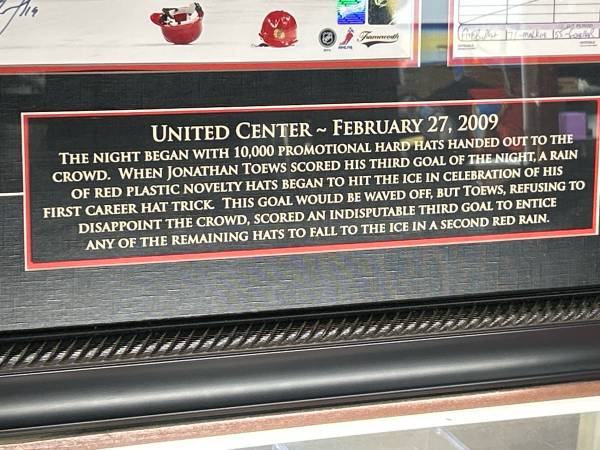 19
NHL
Frameworth
UNITED CENTER ~ FEBRUARY 27, 2009
THE NIGHT BEGAN WITH 10,000 PROMOTIONAL HARD HATS HANDED OUT TO THE
CROWD. WHEN JONATHAN TOEWS SCORED HIS THIRD GOAL OF THE NIGHT, A RAIN
OF RED PLASTIC NOVELTY HATS BEGAN TO HIT THE ICE IN CELEBRATION OF HIS
FIRST CAREER HAT TRICK. THIS GOAL WOULD BE WAVED OFF, BUT TOEWS, REFUSING TO
DISAPPOINT THE CROWD, SCORED AN INDISPUTABLE THIRD GOAL TO ENTICE
ANY OF THE REMAINING HATS TO FALL TO THE ICE IN A SECOND RED RAIN.